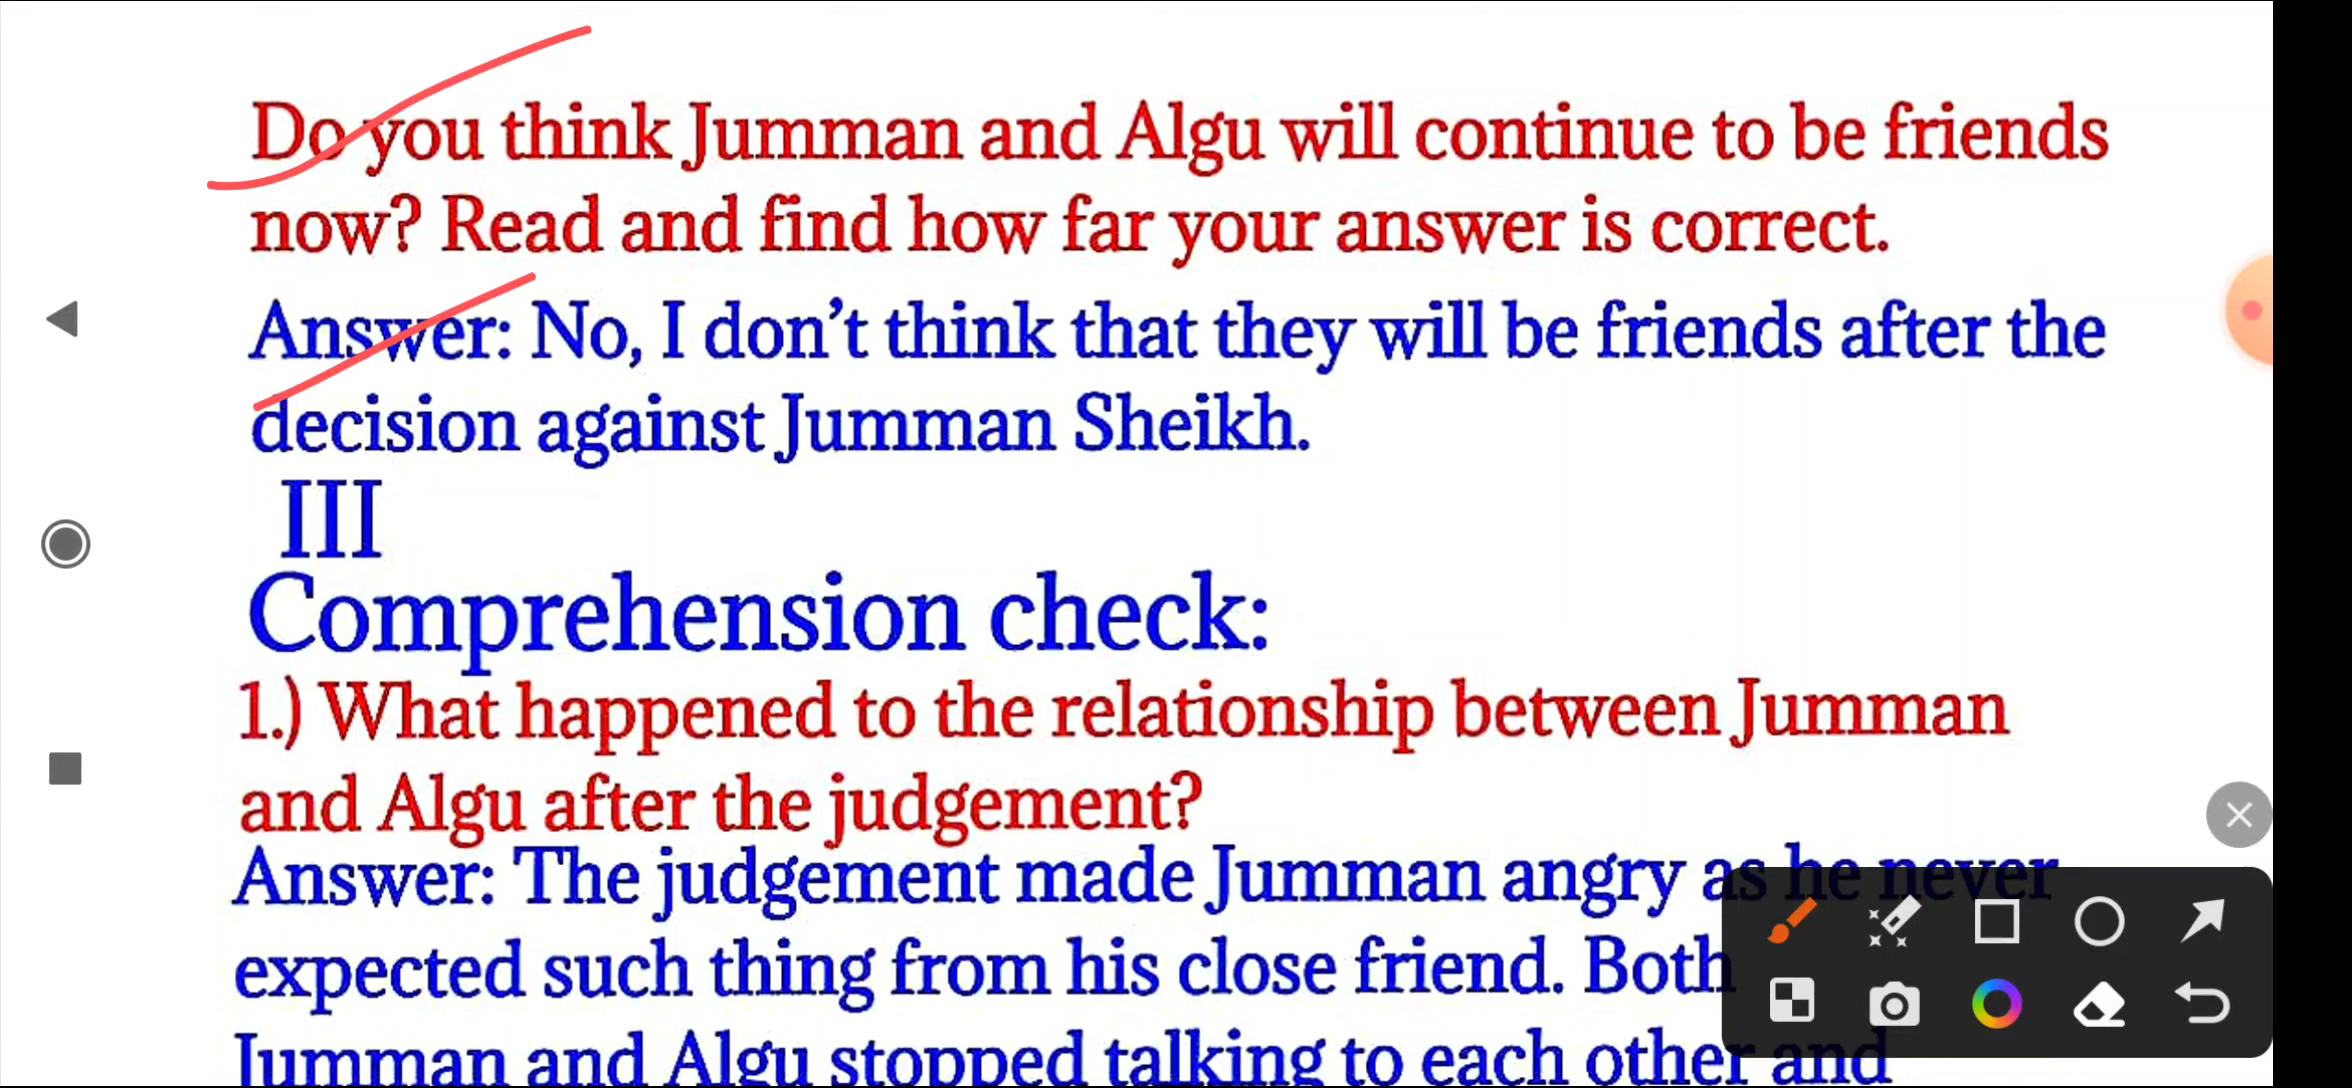 Do you think Jumman and Algu will continue to be friends
now? Read and find how far your answer is correct.
Answer: No, I don’t think that they will be friends after the
decision against Jumman Sheikh.
III
Comprehension check:
1.) What happened to the relationship between Jumman
and Algu after the judgement?
Answer: The judgement made Jumman angry as he never
expected such thing from his close friend. Both
Jumman and Algu stopped talking to each other and